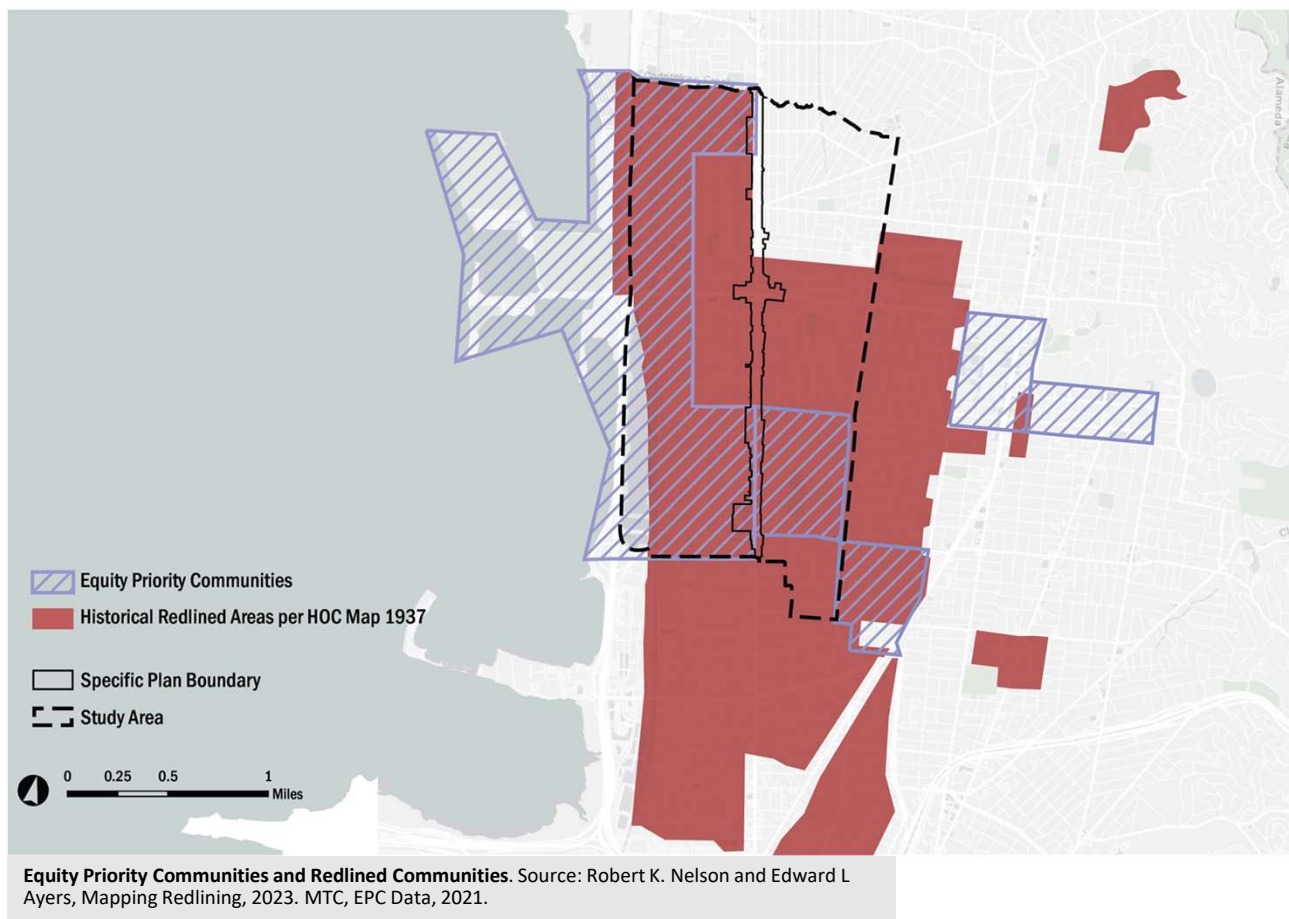 Codornices Creek
Alameda
Equity Priority Communities
Historical Redlined Areas per HOC Map 1937
Specific Plan Boundary
Study Area
0 0.25 0.5 1
Miles
Equity Priority Communities and Redlined Communities. Source: Robert K. Nelson and Edward L
Ayers, Mapping Redlining, 2023. MTC, EPC Data, 2021.